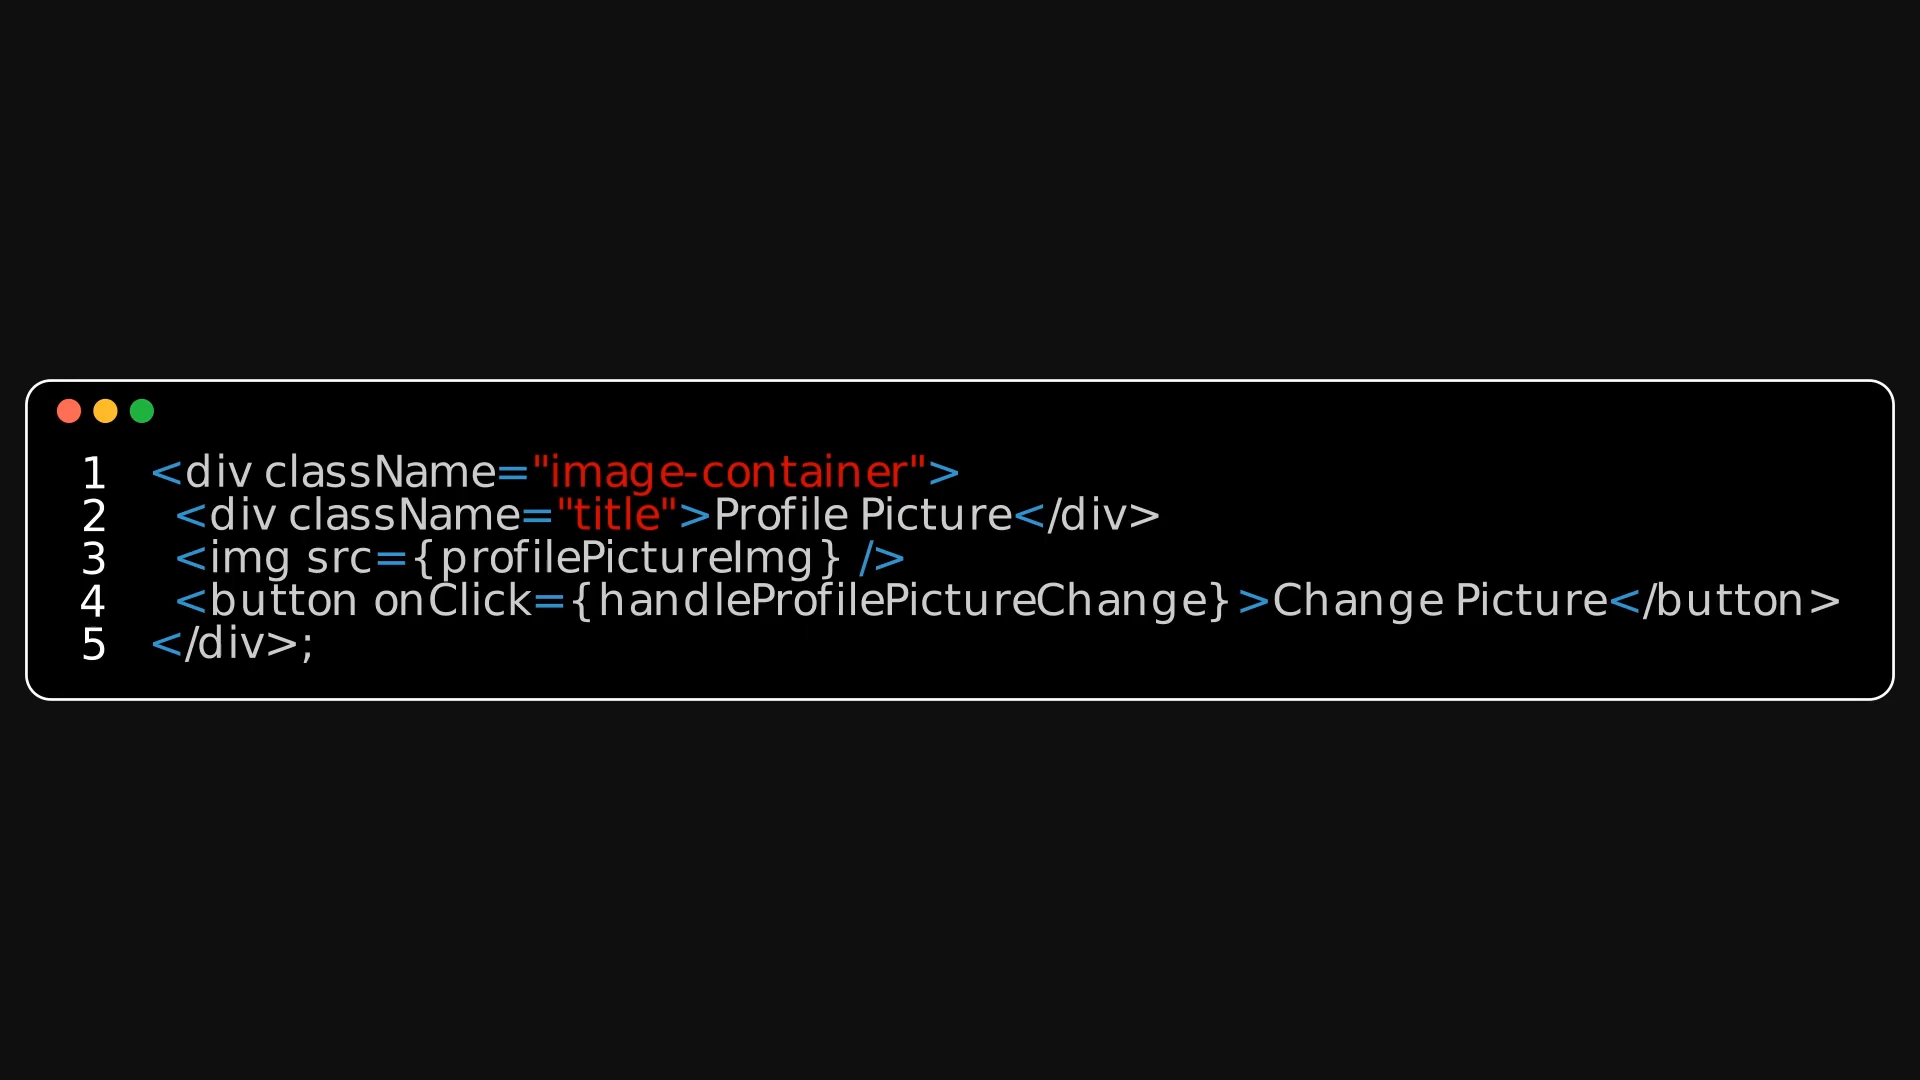 1 <div className="image-container">
2  <div className="title">Profile Picture</div>
3  <img src={profilePictureImg} />
4  <button onClick={handleProfilePictureChange}>Change Picture</button>
5 </div>;